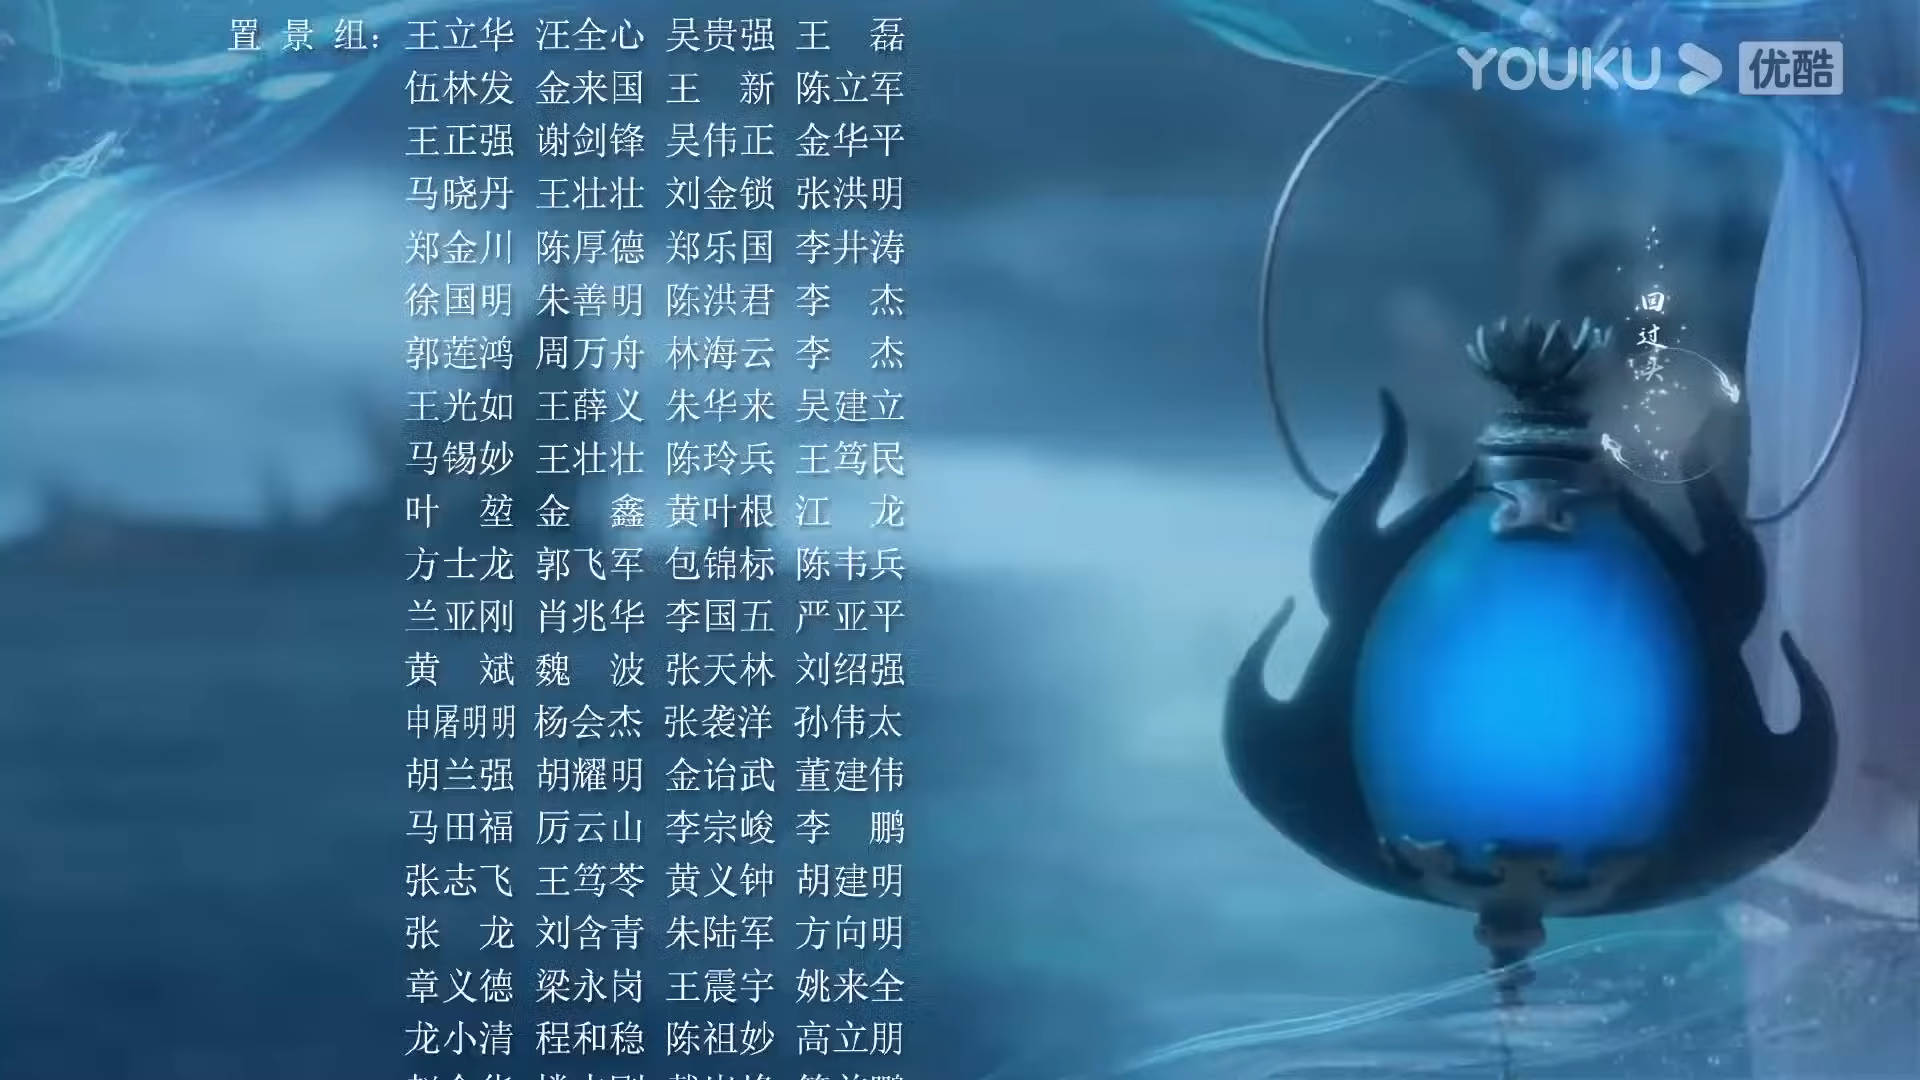 置景组：王立华 汪全心 吴贵强 王磊
伍林发 金来国 王新 陈立军
王正强 谢剑锋 吴伟正 金华平
马晓丹 王壮壮 刘金锁 张洪明
郑金川 陈厚德 郑乐国 李井涛
徐国明 朱善明 陈洪君 李杰
郭莲鸿 周万舟 林海云 李杰
王光如 王薛义 朱华来 吴建立
马锡妙 王壮壮 陈玲兵 王笃民
叶堃 金鑫 黄叶根 江龙
方士龙 郭飞军 包锦标 陈韦兵
兰亚刚 肖兆华 李国五 严亚平
黄斌 魏波 张天林 刘绍强
申屠明明 杨会杰 张袭洋 孙伟太
胡兰强 胡耀明 金诒武 董建伟
马田福 厉云山 李宗峻 李鹏
张志飞 王笃苓 黄义钟 胡建明
张龙 刘含青 朱陆军 方向明
章义德 梁永岗 王震宇 姚来全
龙小清 程和稳 陈祖妙 高立朋
YOUKU 优酷
回过头